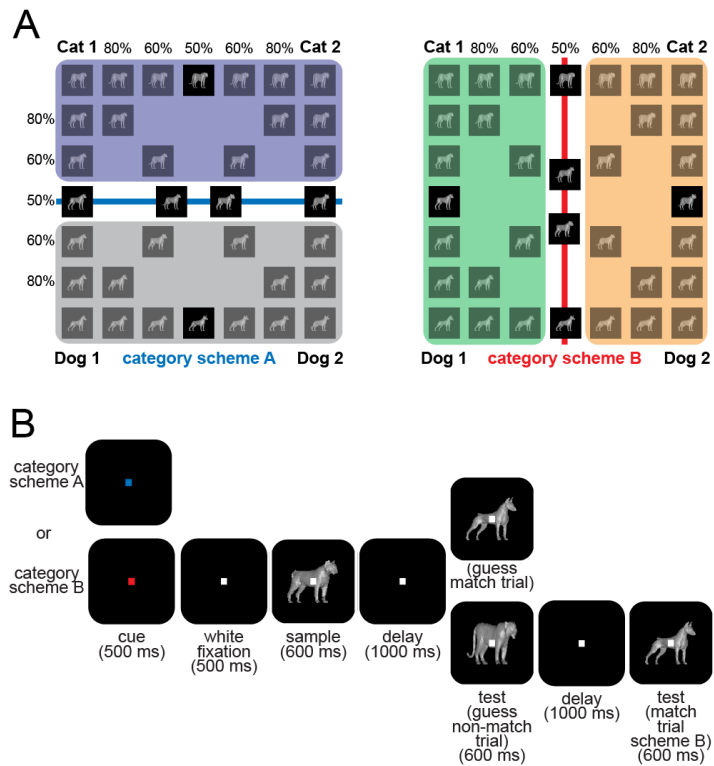 A
Cat 1 80% 60% 50% 60% 80% Cat 2
80%
60%
50%
60%
80%
Dog 1 category scheme A Dog 2
Cat 1 80% 60% 50% 60% 80% Cat 2
Dog 1 category scheme B Dog 2
B
category
scheme A
or
category
scheme B
cue
(500 ms)
white
fixation
(500 ms)
sample
(600 ms)
delay
(1000 ms)
(guess
match trial)
test
(guess
non-match
trial)
(600 ms)
delay
(1000 ms)
test
(match
trial
scheme B)
(600 ms)